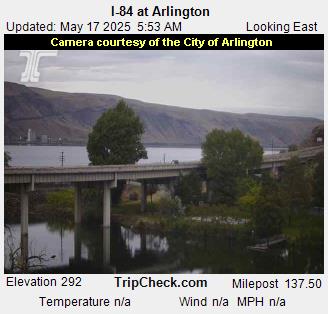 I-84 at Arlington
Updated: May 17 2025  5:53 AM Looking East
Camera courtesy of the City of Arlington
Elevation 292 TripCheck.com Milepost 137.50
Temperature n/a Wind n/a MPH n/a